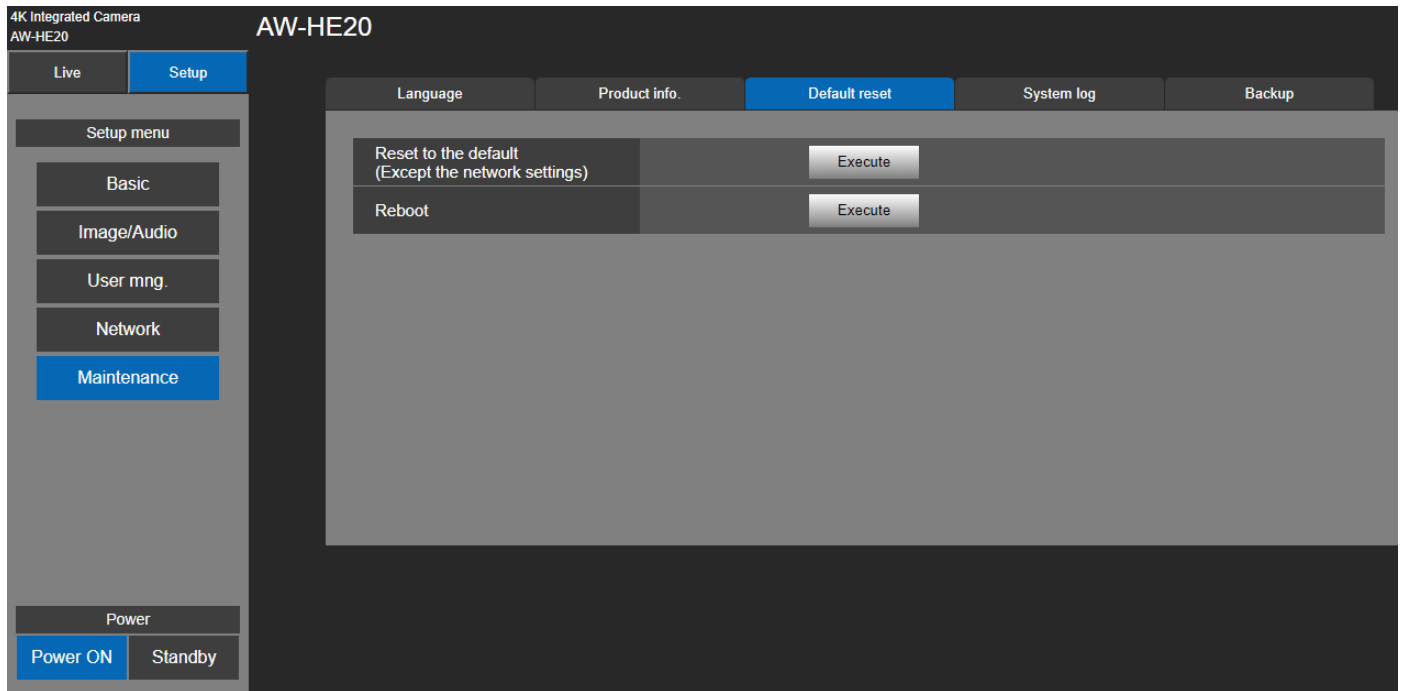 4K Integrated Camera
AW-HE20
AW-HE20
Live
Setup
Setup menu
Basic
Image/Audio
User mng.
Network
Maintenance
Power
Power ON
Standby
Language
Product info.
Default reset
System log
Backup
Reset to the default
(Except the network settings)
Execute
Reboot
Execute